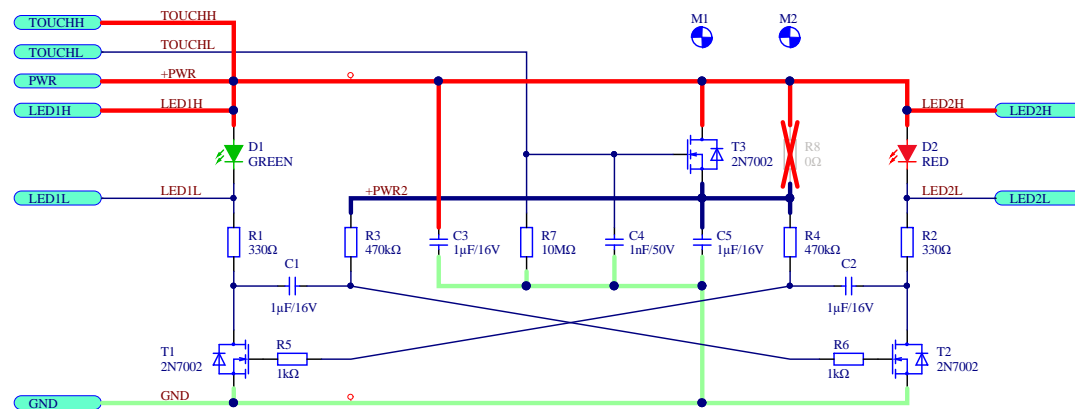 TOUCHH TOUCHH
TOUCHL TOUCHL
M1 M2
PWR +PWR
LED1H LED1H LED2H LED2H
D1
GREEN
T3
2N7002
R8
0Ω
D2
RED
LED1L LED1L +PWR2 LED2L LED2L
R1
330Ω
R3
470kΩ
C3
1µF/16V
R7
10MΩ
C4
1nF/50V
C5
1µF/16V
R4
470kΩ
R2
330Ω
C1
1µF/16V
C2
1µF/16V
T1
2N7002
R5
1kΩ
R6
1kΩ
T2
2N7002
GND GND